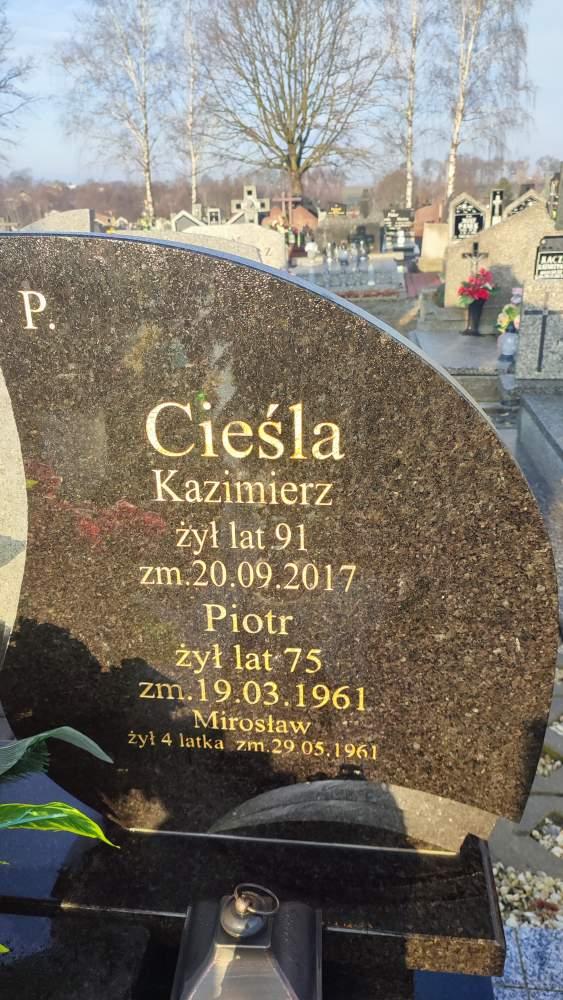 P.
Cieśla
Kazimierz
żył lat 91
zm.20.09.2017
Piotr
żył lat 75
zm.19.03.1961
Mirosław
żył 4 latka zm.29.05.1961